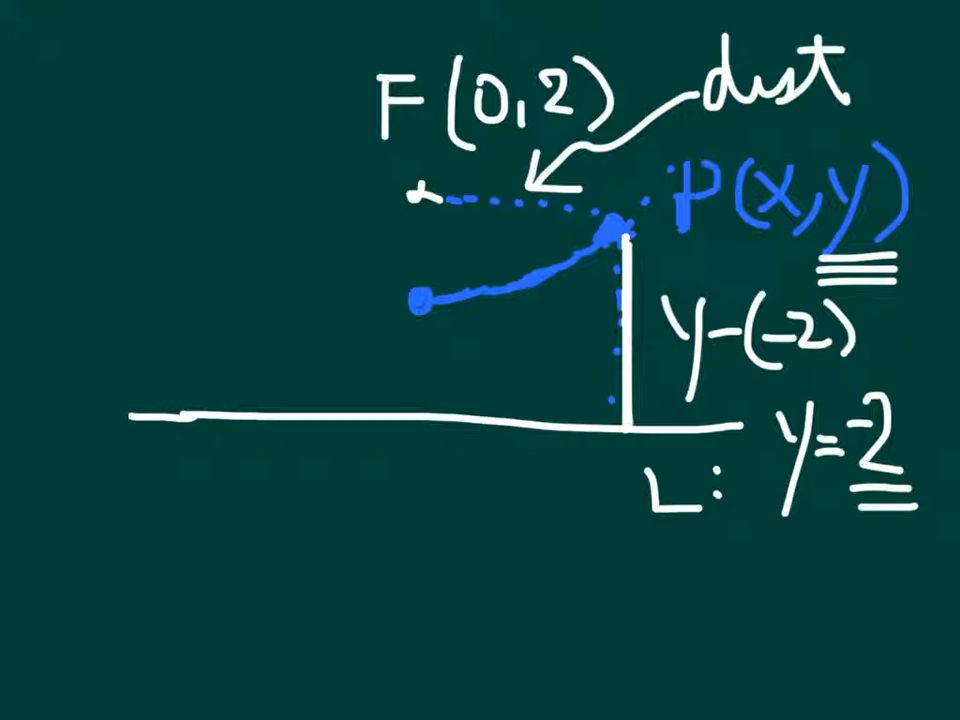 F(0,2)
dist
P(x,y)
y-(-2)
L: y=-2